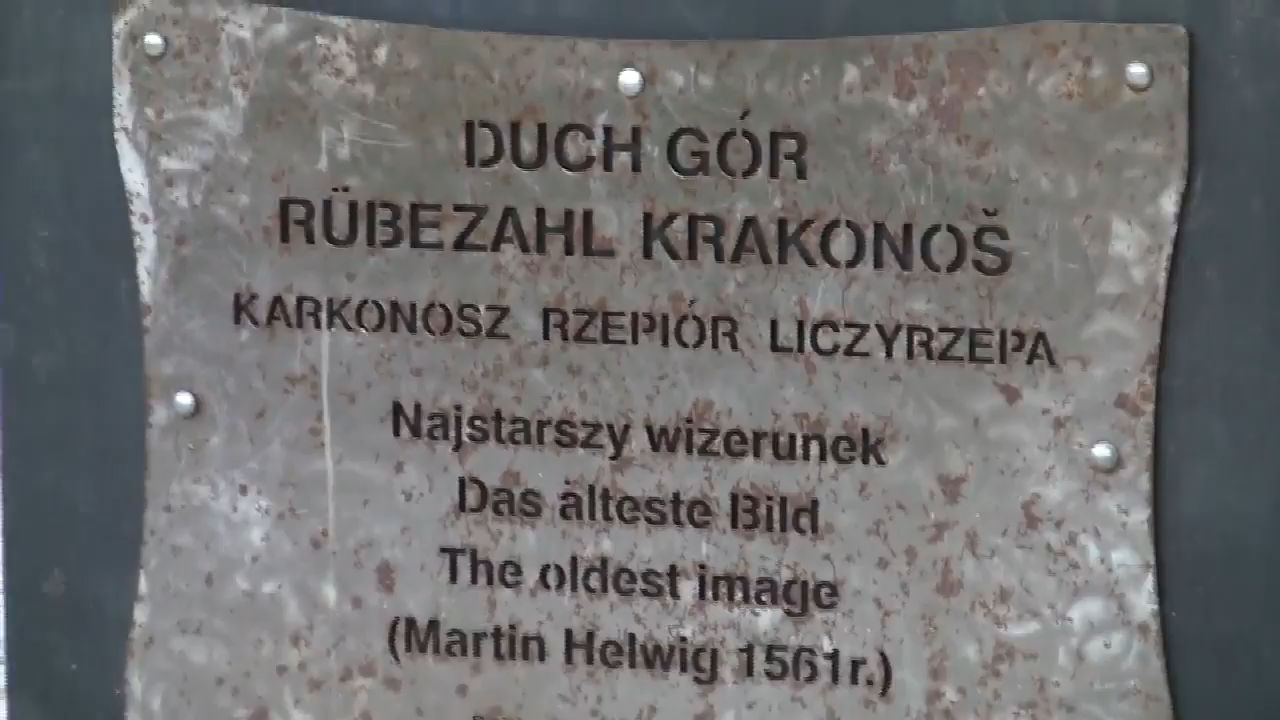 DUCH GÓR
RÜBEZAHL KRAKONOŠ
KARKONOSZ RZEPIÓR LICZYRZEPA
Najstarszy wizerunek
Das älteste Bild
The oldest image
(Martin Helwig 1561r.)